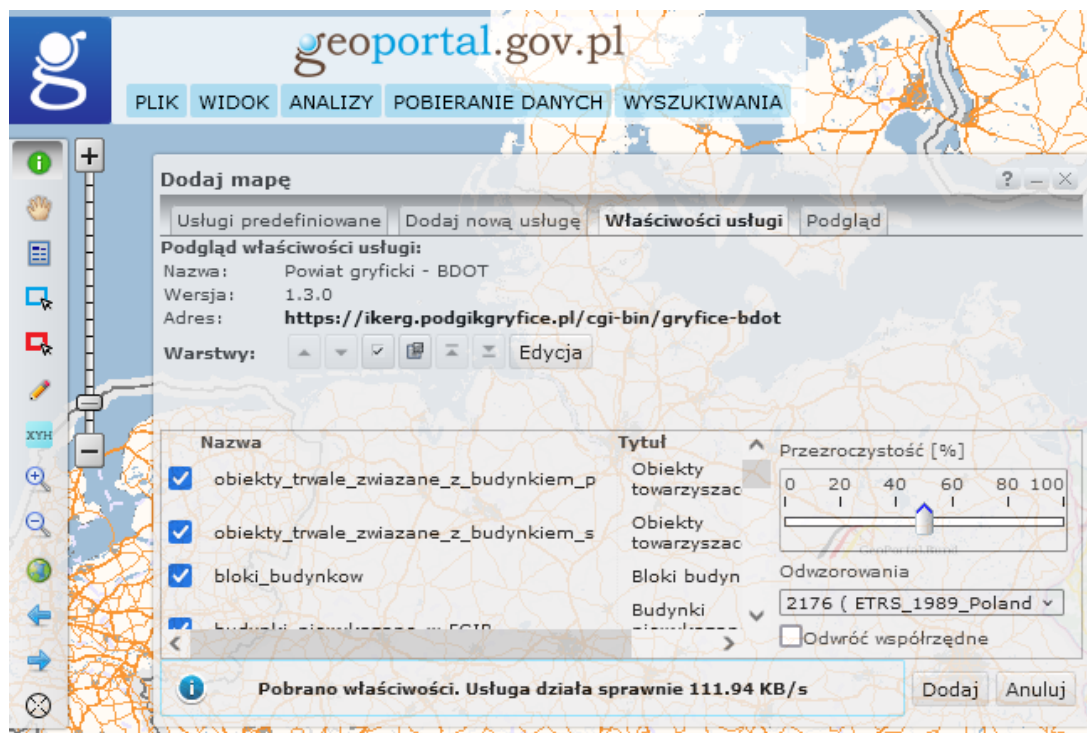 geoportal.gov.pl
PLIK WIDOK ANALIZY POBIERANIE DANYCH WYSZUKIWANIA
Dodaj mapę ? – ×
Usługi predefiniowane Dodaj nową usługę Właściwości usługi Podgląd
Podgląd właściwości usługi:
Nazwa: Powiat gryficki - BDOT
Wersja: 1.3.0
Adres: https://ikerg.podgikgryfice.pl/cgi-bin/gryfice-bdot
Warstwy: Edycja
Nazwa Tytuł
obiekty_trwale_zwiazane_z_budynkiem_p Obiekty
towarzyszac
obiekty_trwale_zwiazane_z_budynkiem_s Obiekty
towarzyszac
bloki_budynkow Bloki budyn
Budynki
Przezroczystość [%]
0 20 40 60 80 100
GeoPortal.Bund
Odwzorowania
2176 ( ETRS_1989_Poland
Odwróć współrzędne
Pobrano właściwości. Usługa działa sprawnie 111.94 KB/s
Dodaj Anuluj
XYH
g